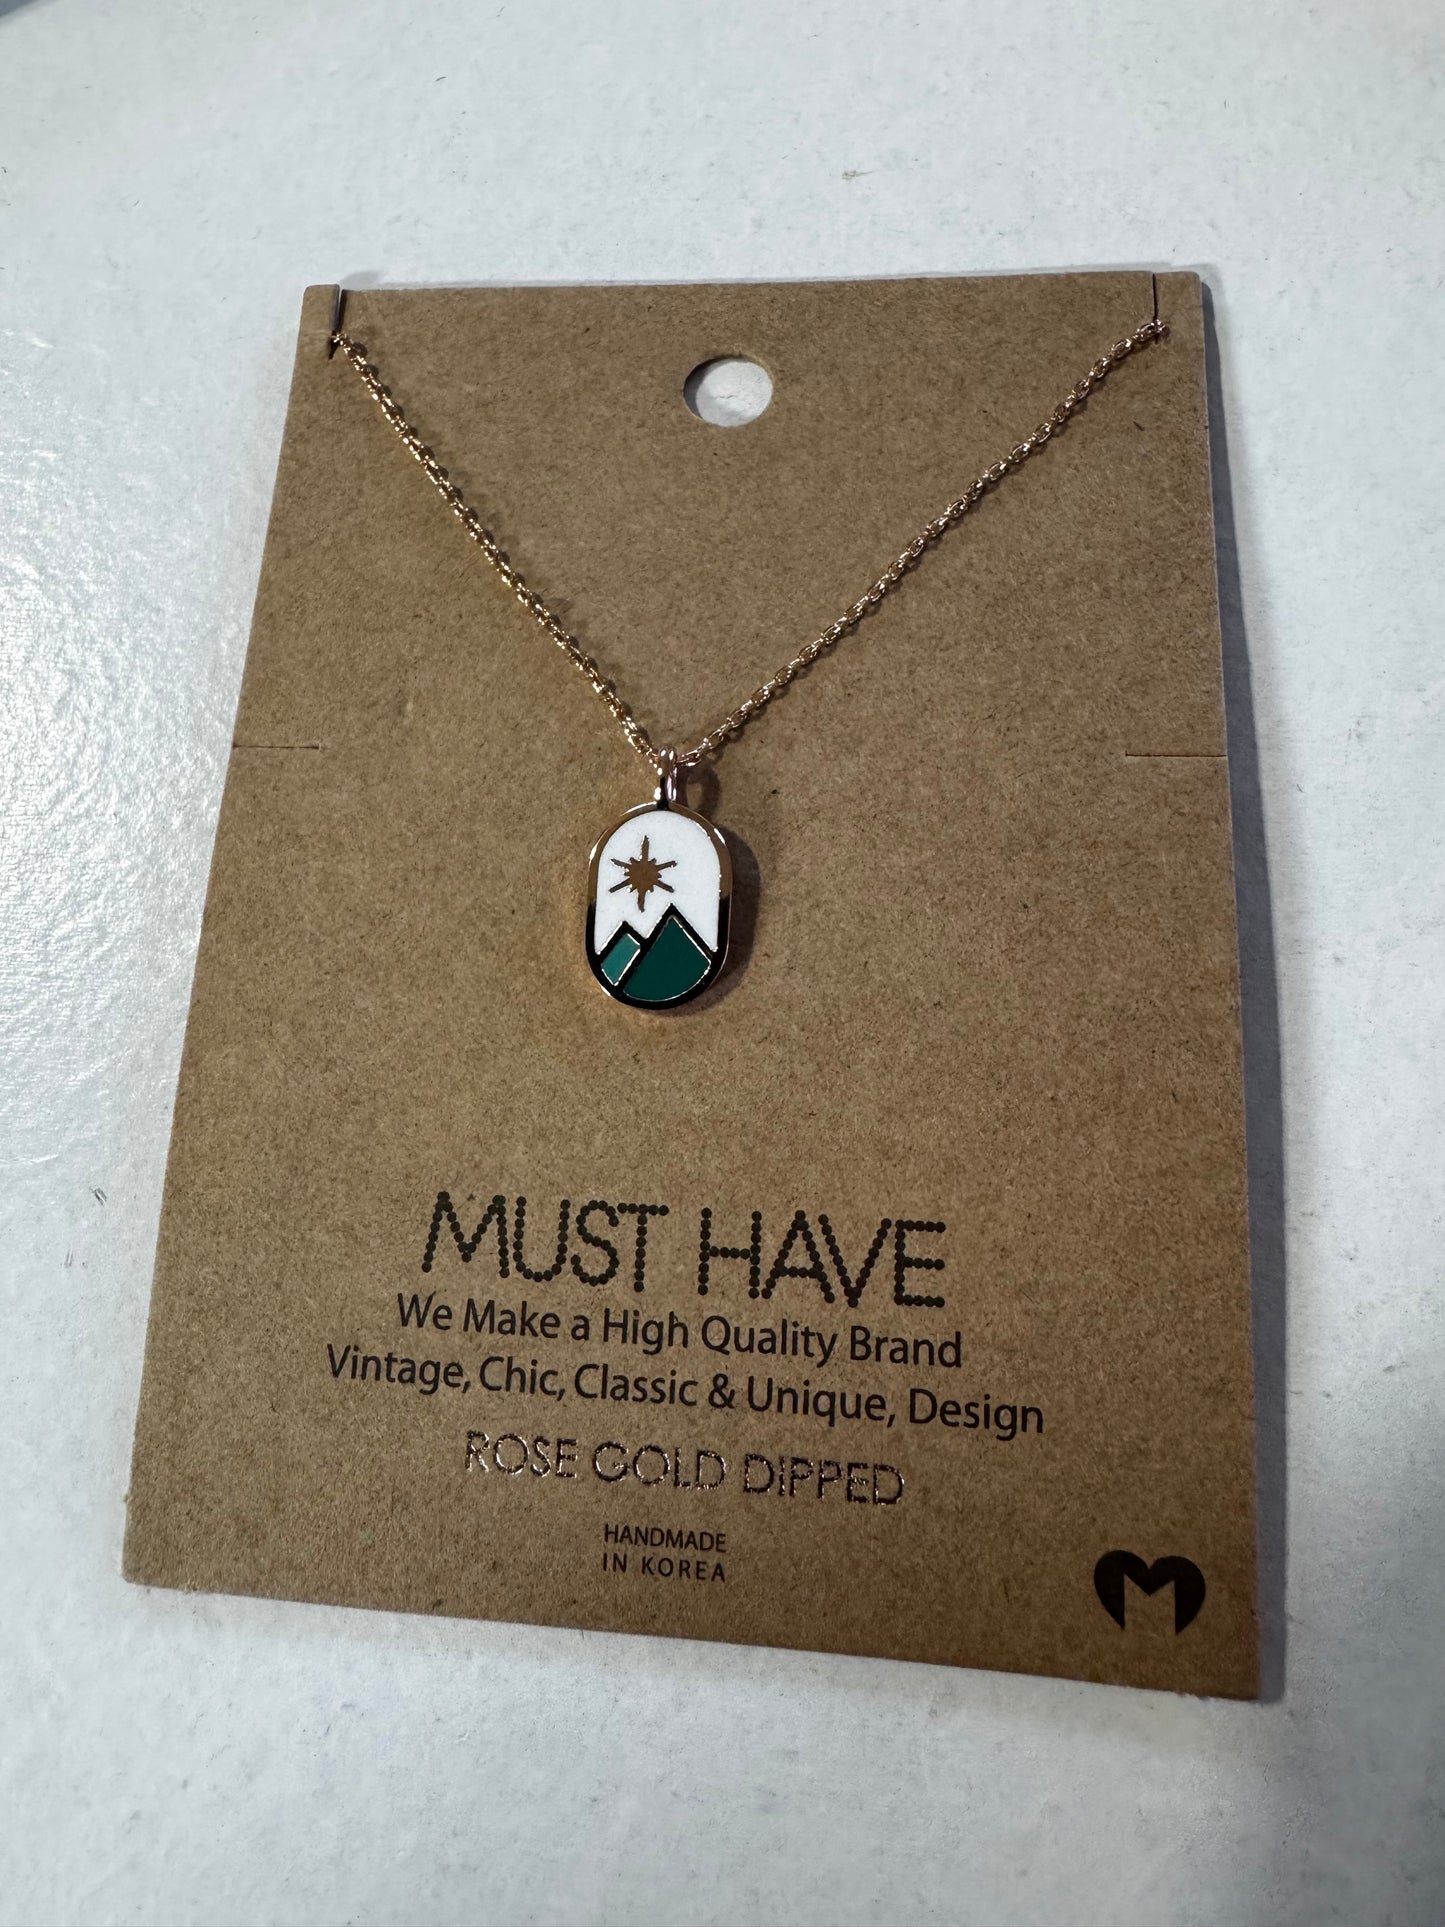 MUST HAVE
We Make a High Quality Brand
Vintage, Chic, Classic & Unique, Design
ROSE GOLD DIPPED
HANDMADE
IN KOREA
M